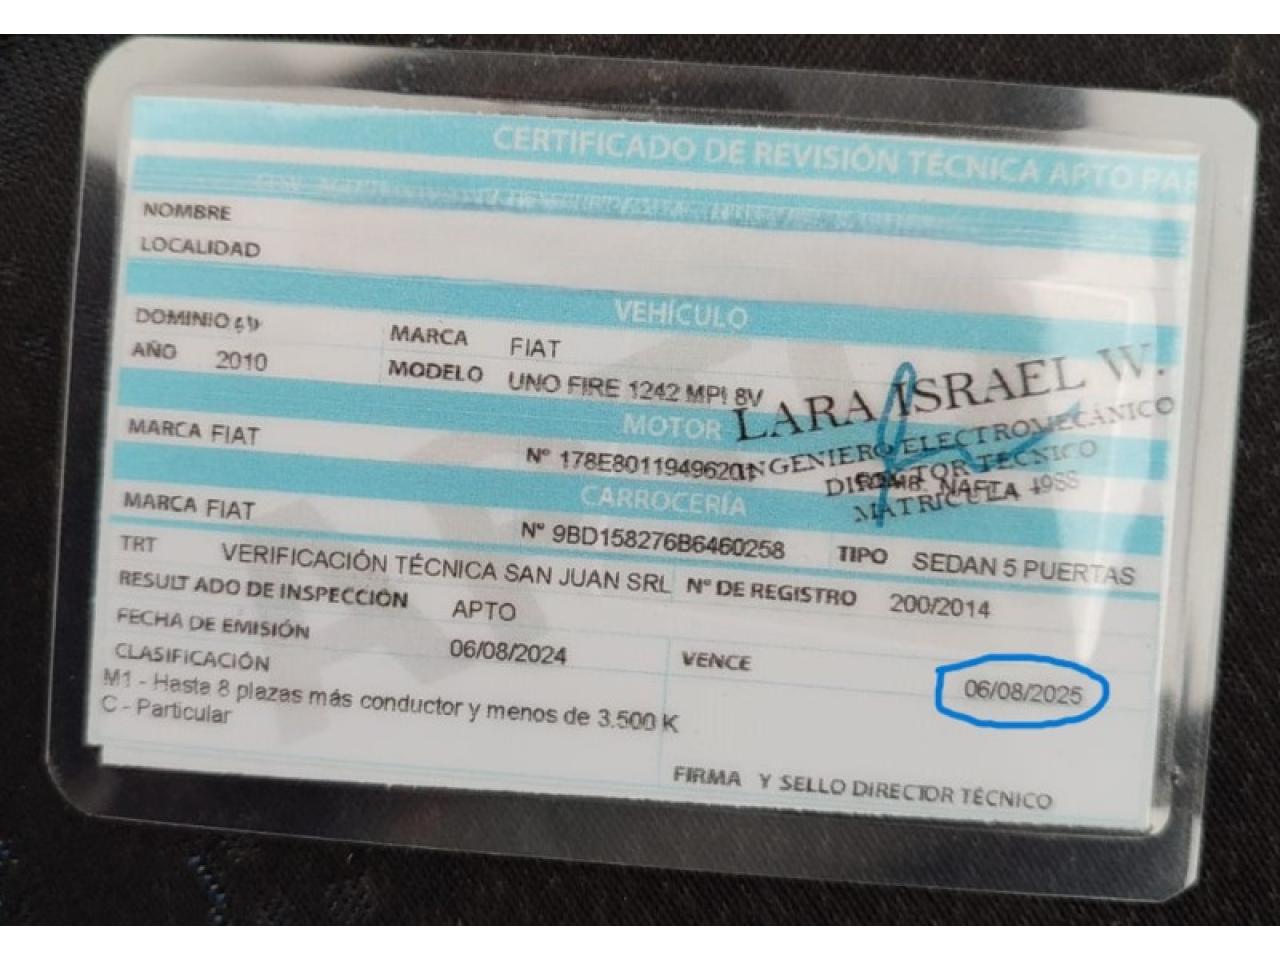 CERTIFICADO DE REVISIÓN TÉCNICA APTO PAR
NOMBRE
LOCALIDAD
VEHÍCULO
DOMINIO
MARCA FIAT
AÑO 2010
MODELO UNO FIRE 1242 MPI 8V
MOTOR
MARCA FIAT
Nº 178E8011949620
LARA ISRAEL W.
INGENIERO ELECTROMECÁNICO
DIRECTOR TÉCNICO
MATRICULA 4988
CARROCERÍA
MARCA FIAT
Nº 9BD158276B6460258
TIPO SEDAN 5 PUERTAS
TRT VERIFICACIÓN TÉCNICA SAN JUAN SRL
Nº DE REGISTRO 200/2014
RESULTADO DE INSPECCIÓN APTO
FECHA DE EMISIÓN 06/08/2024
VENCE 06/08/2025
CLASIFICACIÓN
M1 - Hasta 8 plazas más conductor y menos de 3.500 K
C - Particular
FIRMA Y SELLO DIRECTOR TÉCNICO